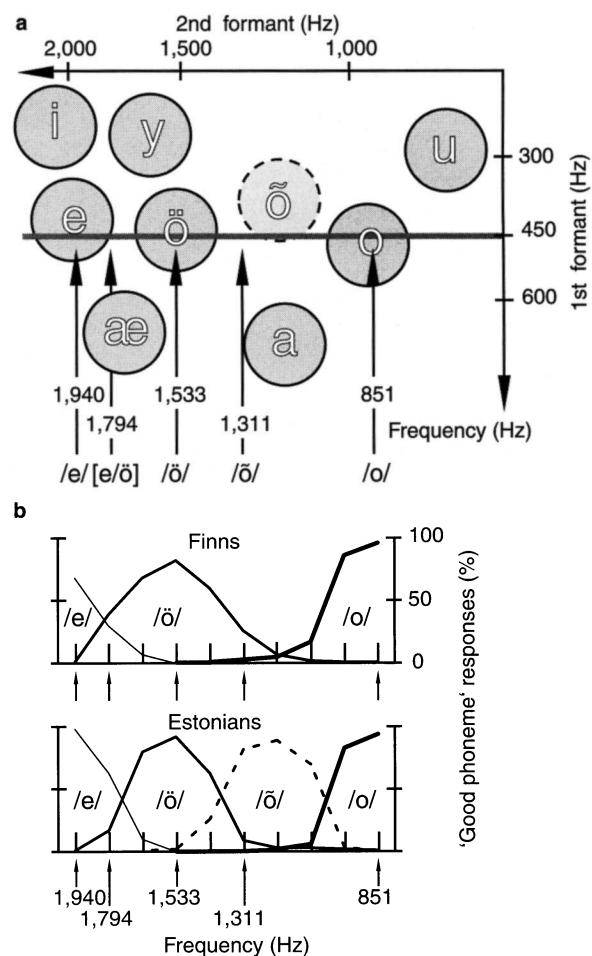 a
2nd formant (Hz)
2,000 1,500 1,000
i y u
300
e ö õ o
450
1st formant (Hz)
æ a
600
1,940 1,533 851
1,794 1,311
Frequency (Hz)
/e/ [e/ö] /ö/ /õ/ /o/
b
Finns
100
/e/ /ö/ /o/
50
0
'Good phoneme' responses (%)
Estonians
/e/ /ö/ /õ/ /o/
1,940 1,533 851
1,794 1,311
Frequency (Hz)